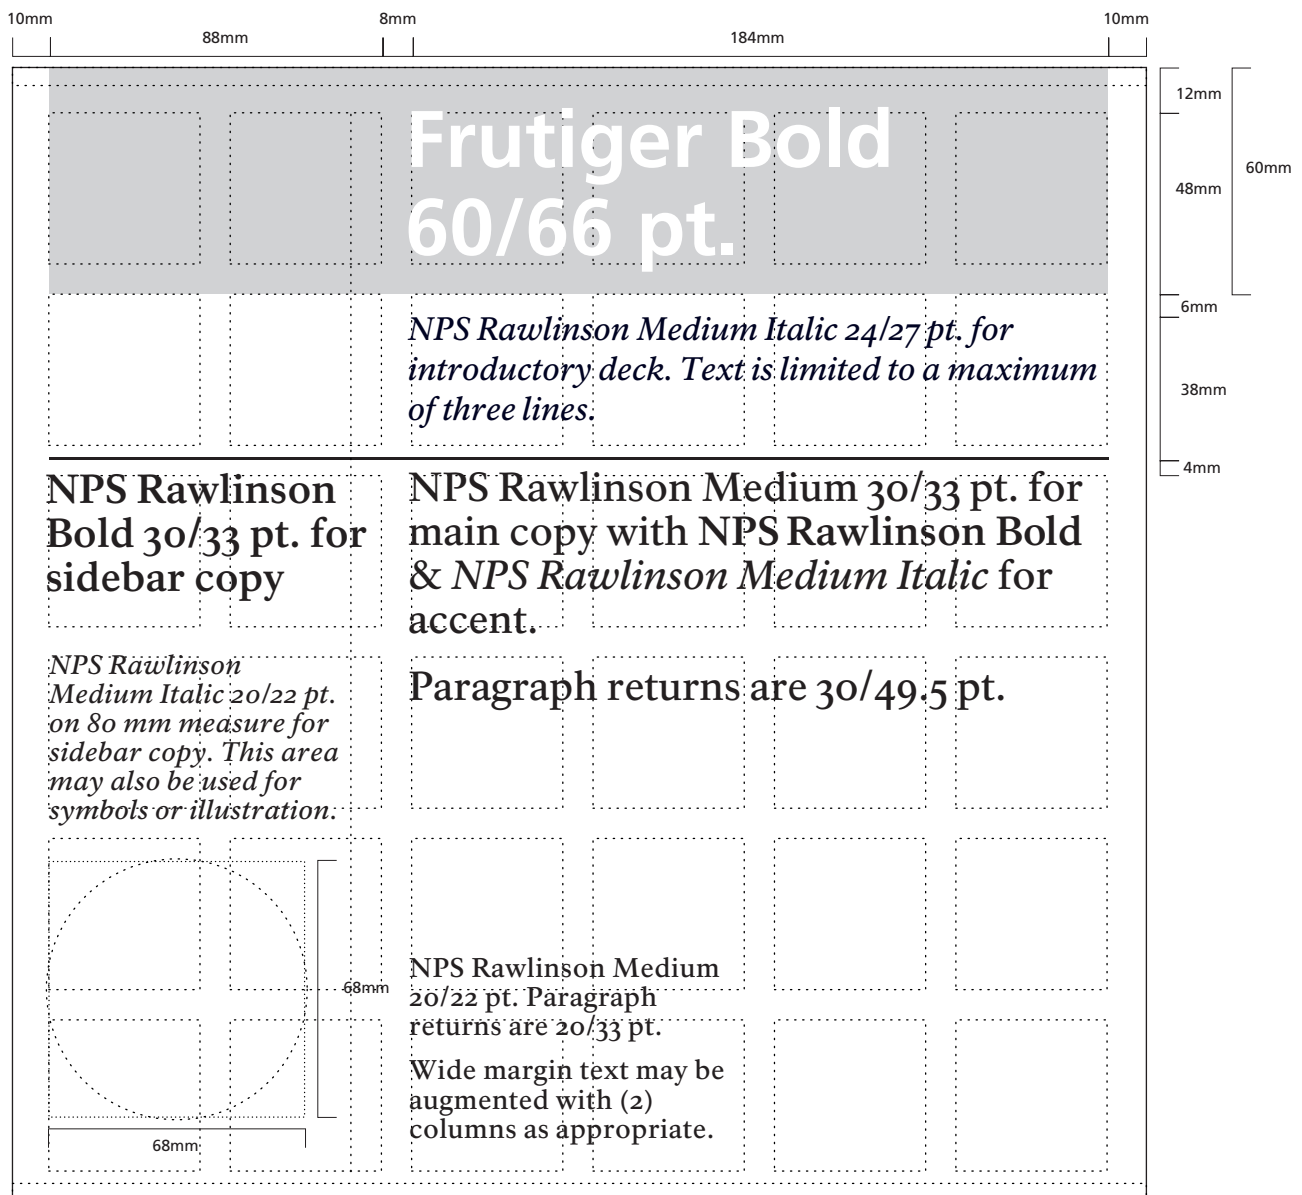 10mm
8mm
10mm
88mm
184mm
12mm
Frutiger Bold
60mm
48mm
60/66 pt.
6mm
NPS Rawlinson Medium Italic 24/27 pt. for
introductory deck. Text is limited to a maximum
of three lines.
38mm
4mm
NPS Rawlinson
Bold 30/33 pt. for
sidebar copy
NPS Rawlinson Medium 30/33 pt. for
main copy with NPS Rawlinson Bold
& NPS Rawlinson Medium Italic for
accent.
Paragraph returns are 30/49.5 pt.
NPS Rawlinson
Medium Italic 20/22 pt.
on 80 mm measure for
sidebar copy. This area
may also be used for
symbols or illustration.
68mm
68mm
NPS Rawlinson Medium
20/22 pt. Paragraph
returns are 20/33 pt.
Wide margin text may be
augmented with (2)
columns as appropriate.